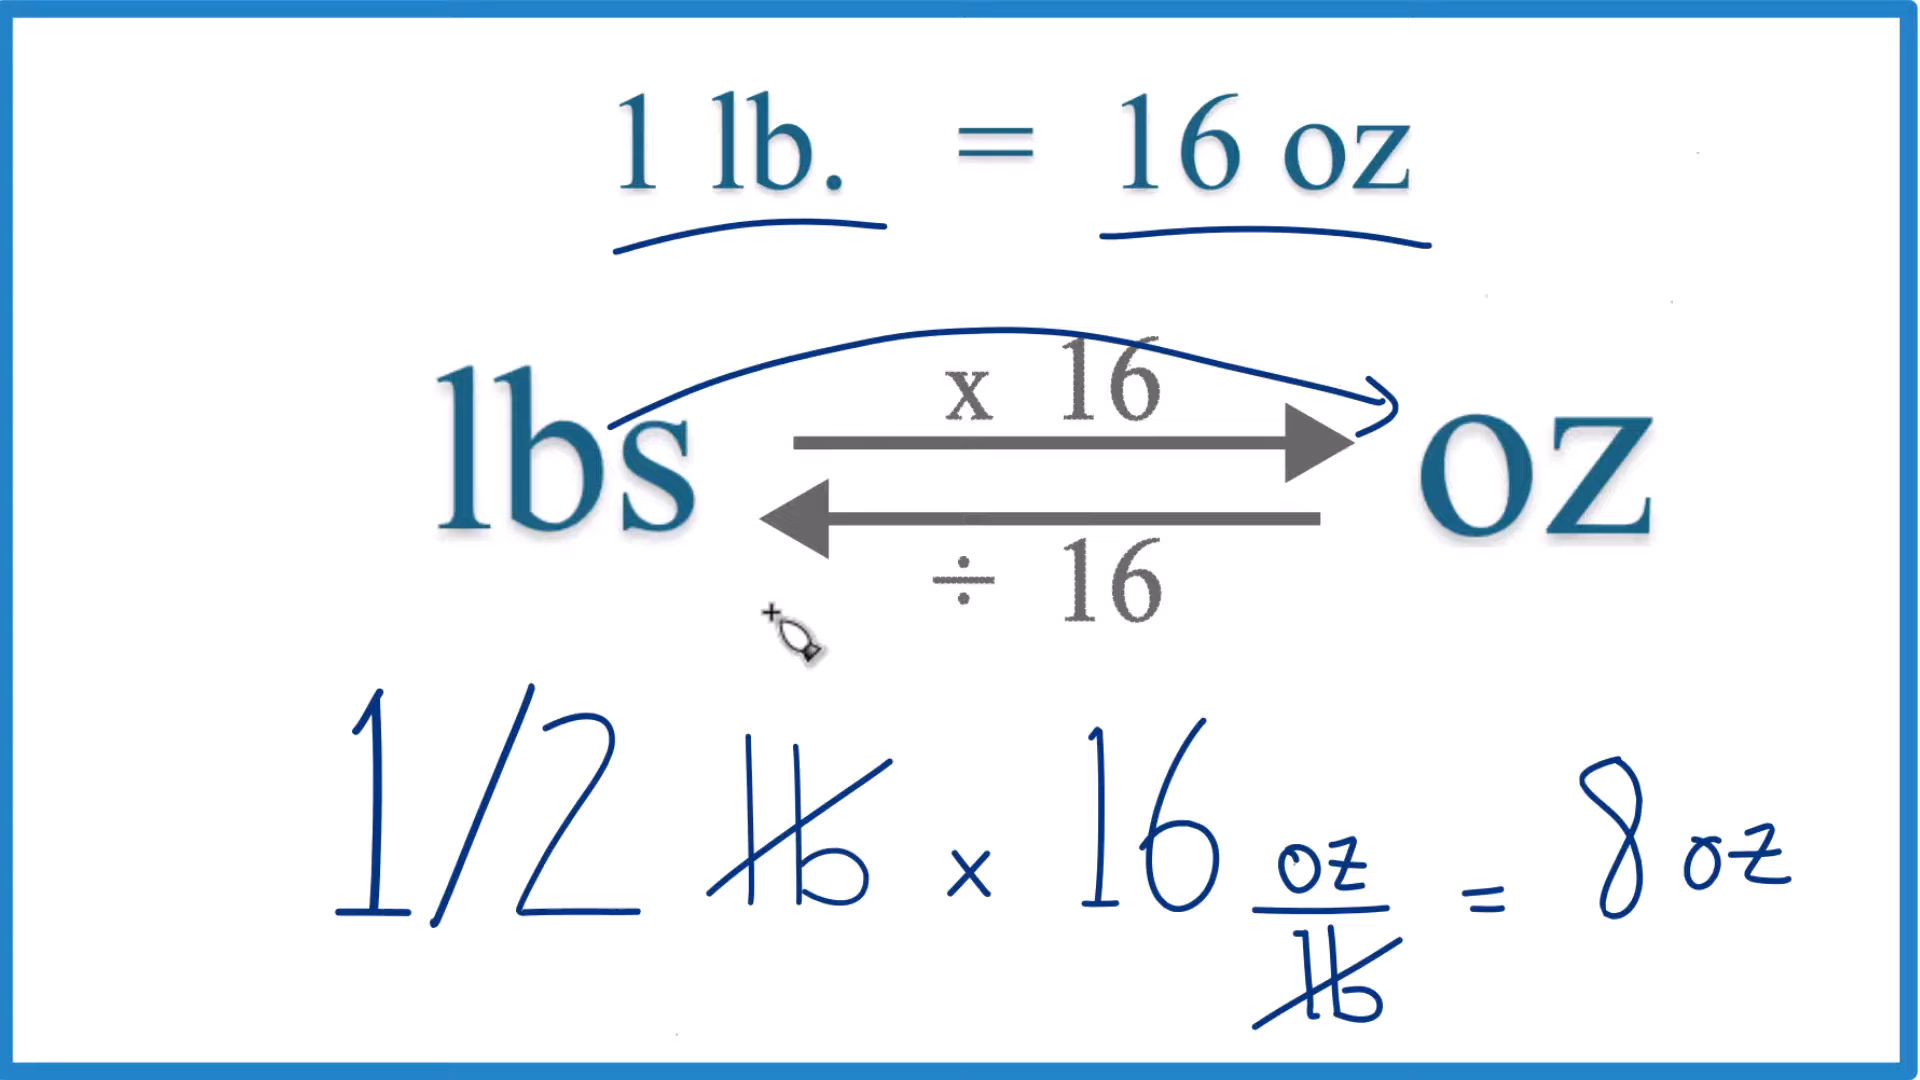 1 lb. = 16 oz
x 16
lbs oz
÷ 16
1/2 lb x 16 oz/lb = 8 oz